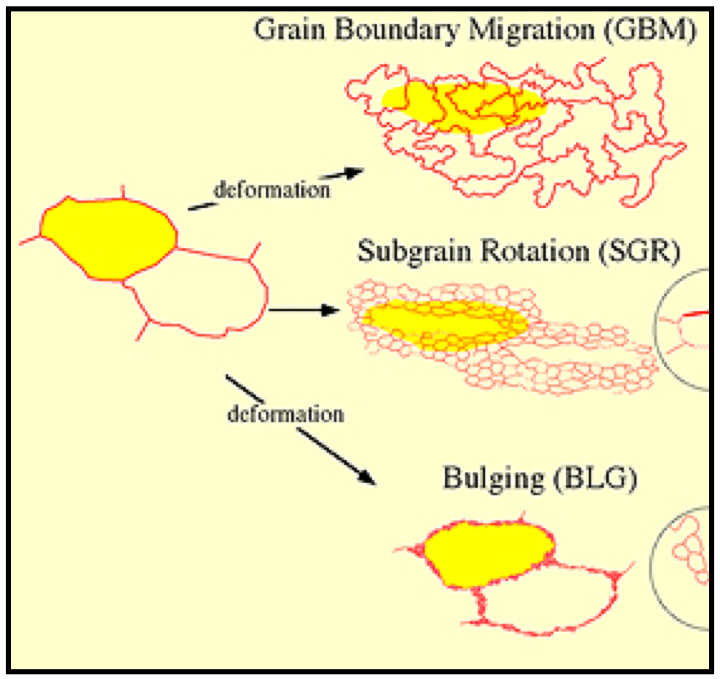 Grain Boundary Migration (GBM)
deformation
Subgrain Rotation (SGR)
deformation
Bulging (BLG)